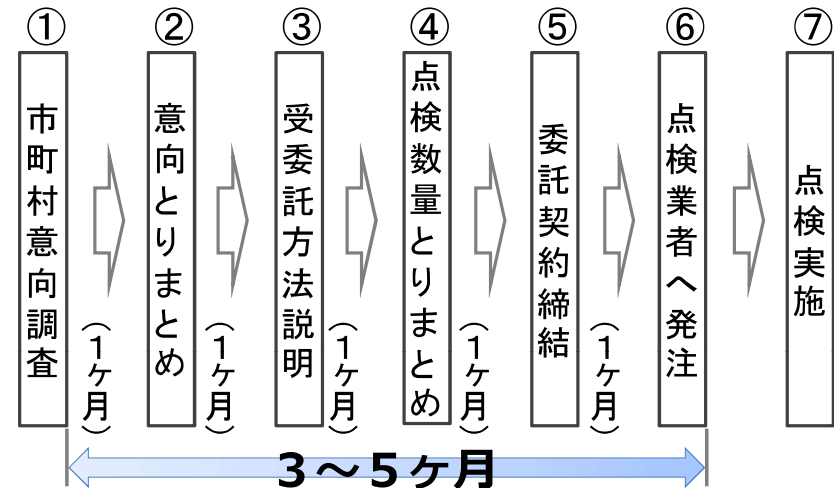 ①
市町村意向調査
(1ヶ月)
②
意向とりまとめ
(1ヶ月)
③
受委託方法説明
(1ヶ月)
④
点検数量とりまとめ
(1ヶ月)
⑤
委託契約締結
(1ヶ月)
⑥
点検業者へ発注
⑦
点検実施
3～5ヶ月